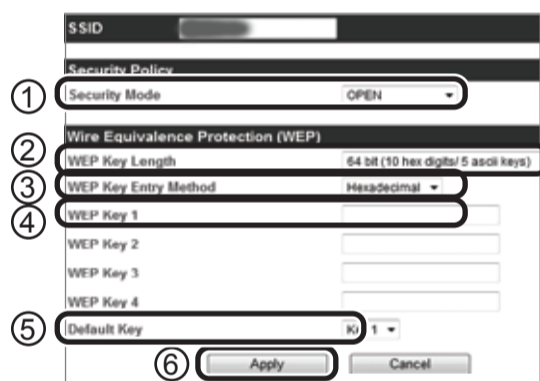 SSID
Security Policy
① Security Mode OPEN
Wire Equivalence Protection (WEP)
② WEP Key Length 64 bit (10 hex digits/ 5 ascii keys)
③ WEP Key Entry Method Hexadecimal
④ WEP Key 1
WEP Key 2
WEP Key 3
WEP Key 4
⑤ Default Key 1
⑥ Apply Cancel